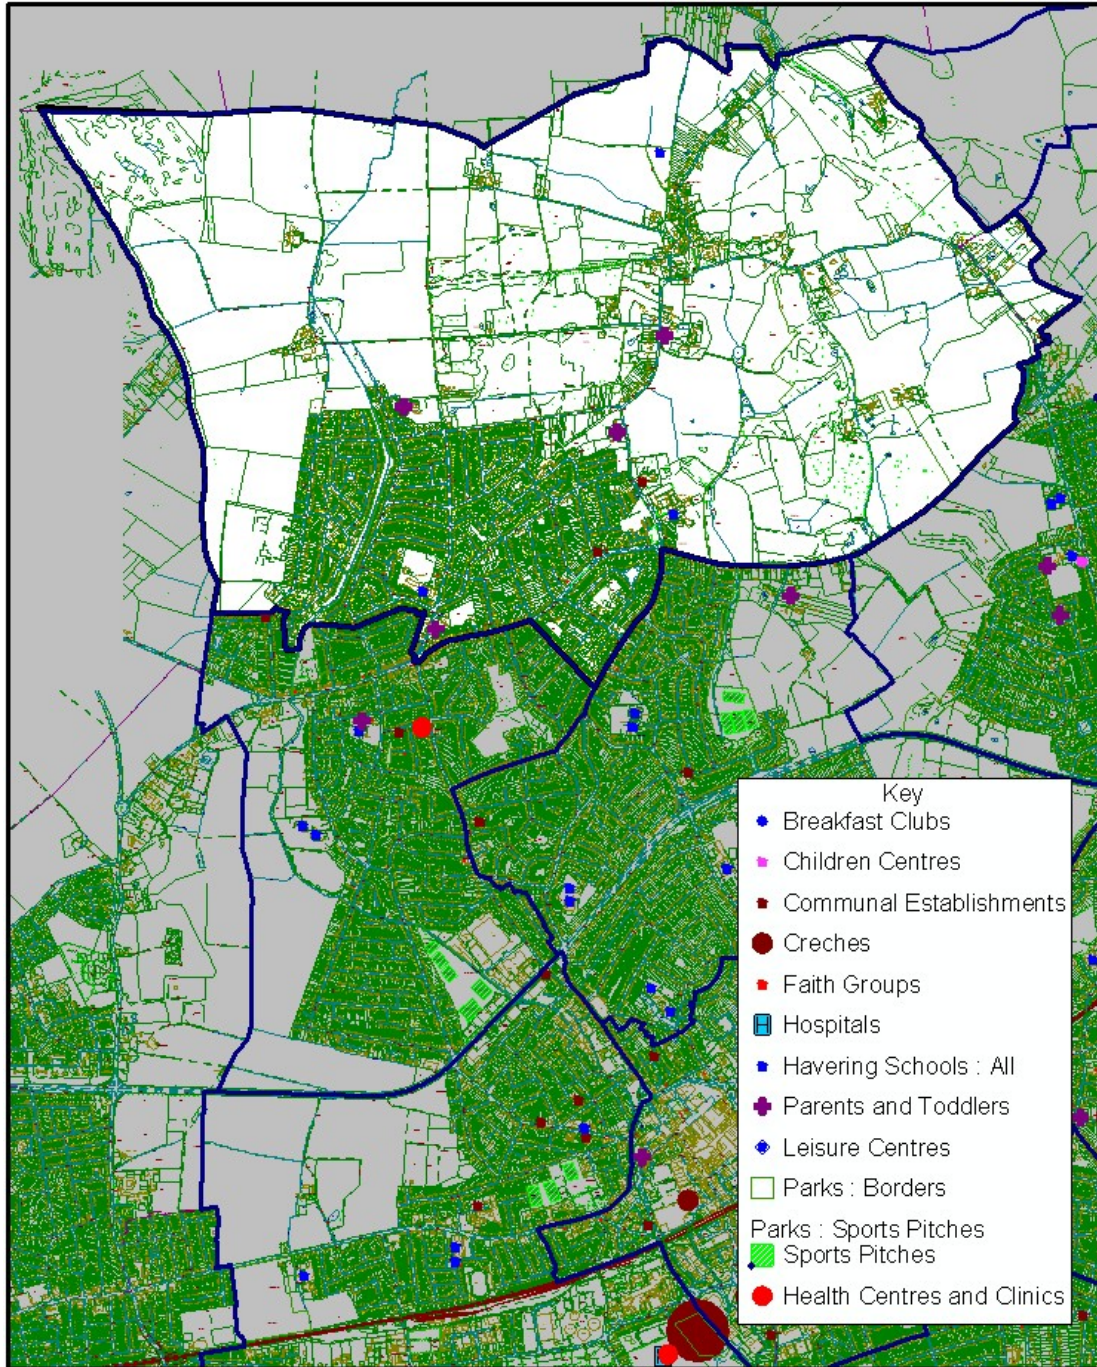 Key
Breakfast Clubs
Children Centres
Communal Establishments
Creches
Faith Groups
H Hospitals
Havering Schools : All
Parents and Toddlers
Leisure Centres
Parks : Borders
Parks : Sports Pitches
Sports Pitches
Health Centres and Clinics